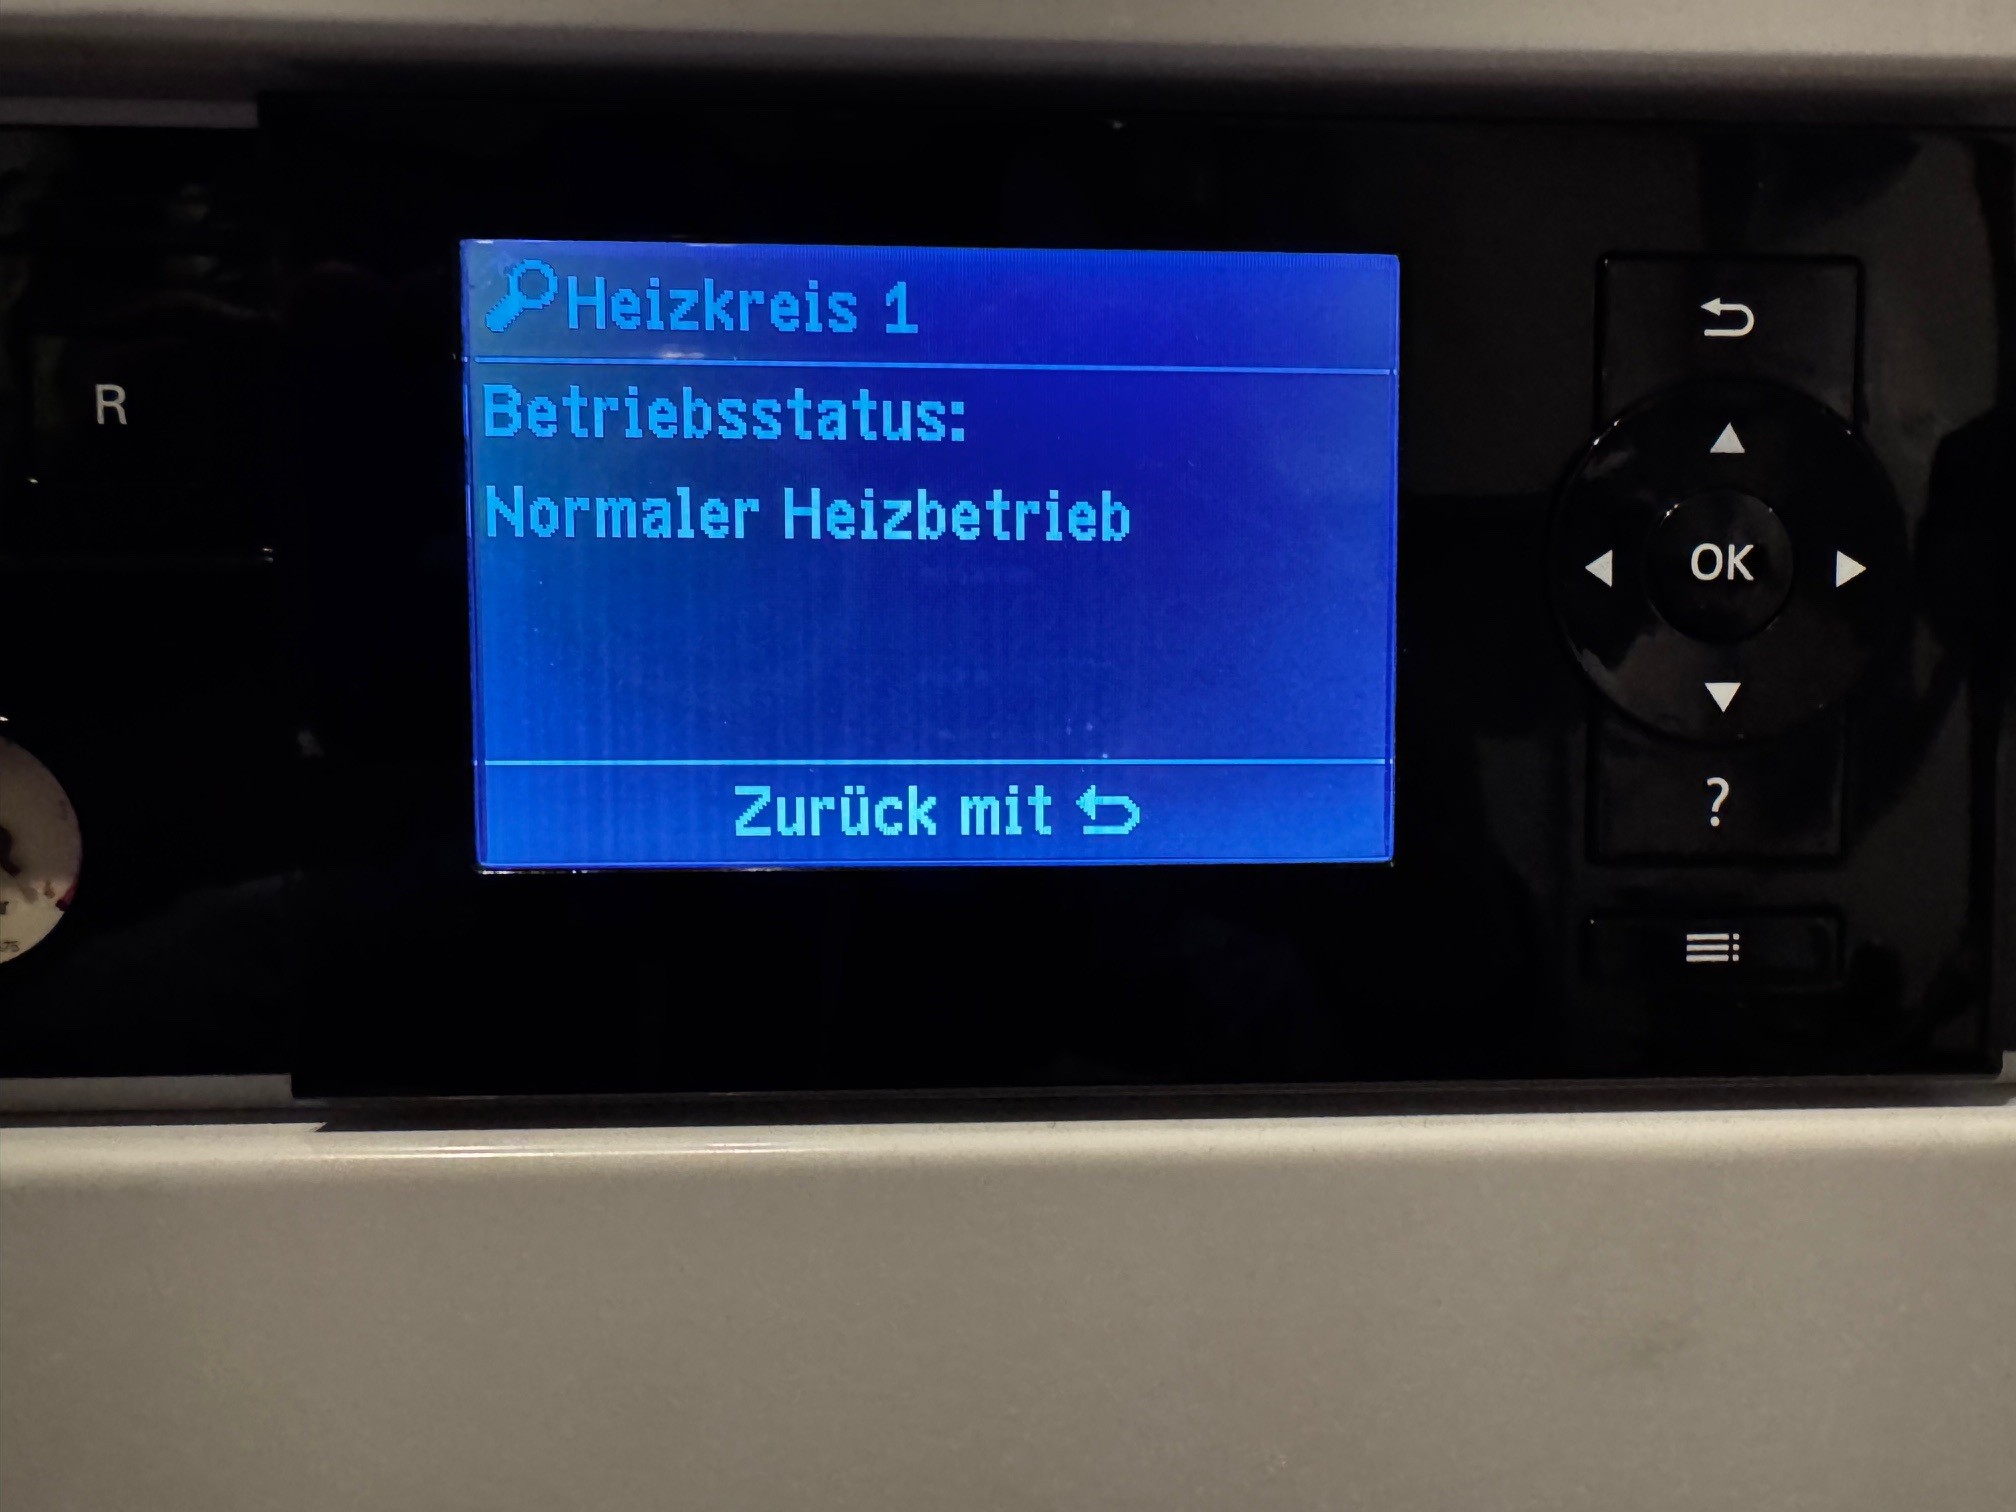 Heizkreis 1
R
Betriebsstatus:
Normaler Heizbetrieb
OK
Zurück mit
?